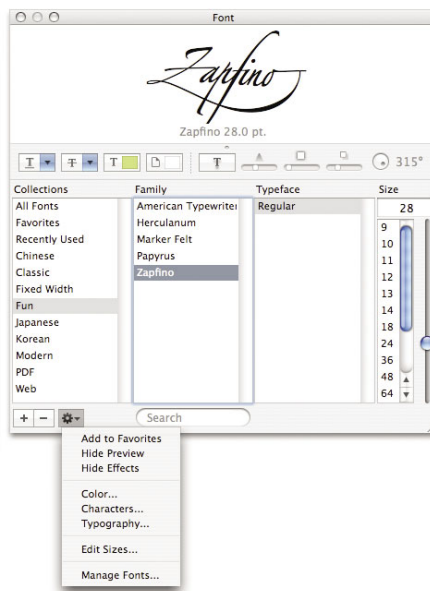 Font
Zapfino
Zapfino 28.0 pt.
T T T T 315°
Collections Family Typeface Size
All Fonts American Typewriter Regular 28
Favorites Herculanum 9
Recently Used Marker Felt 10
Chinese Papyrus 11
Classic Zapfino 12
Fixed Width 13
Fun 14
Japanese 18
Korean 24
Modern 36
PDF 48
Web 64
+ − Search
Add to Favorites
Hide Preview
Hide Effects
Color...
Characters...
Typography...
Edit Sizes...
Manage Fonts...